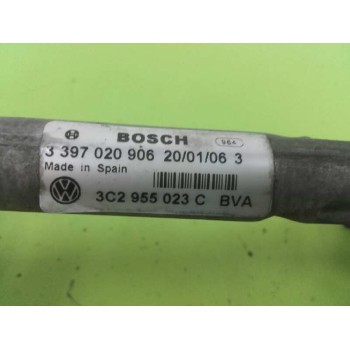 BOSCH
3 397 020 906 20/01/06 3
Made in Spain
3C2 955 023 C BVA